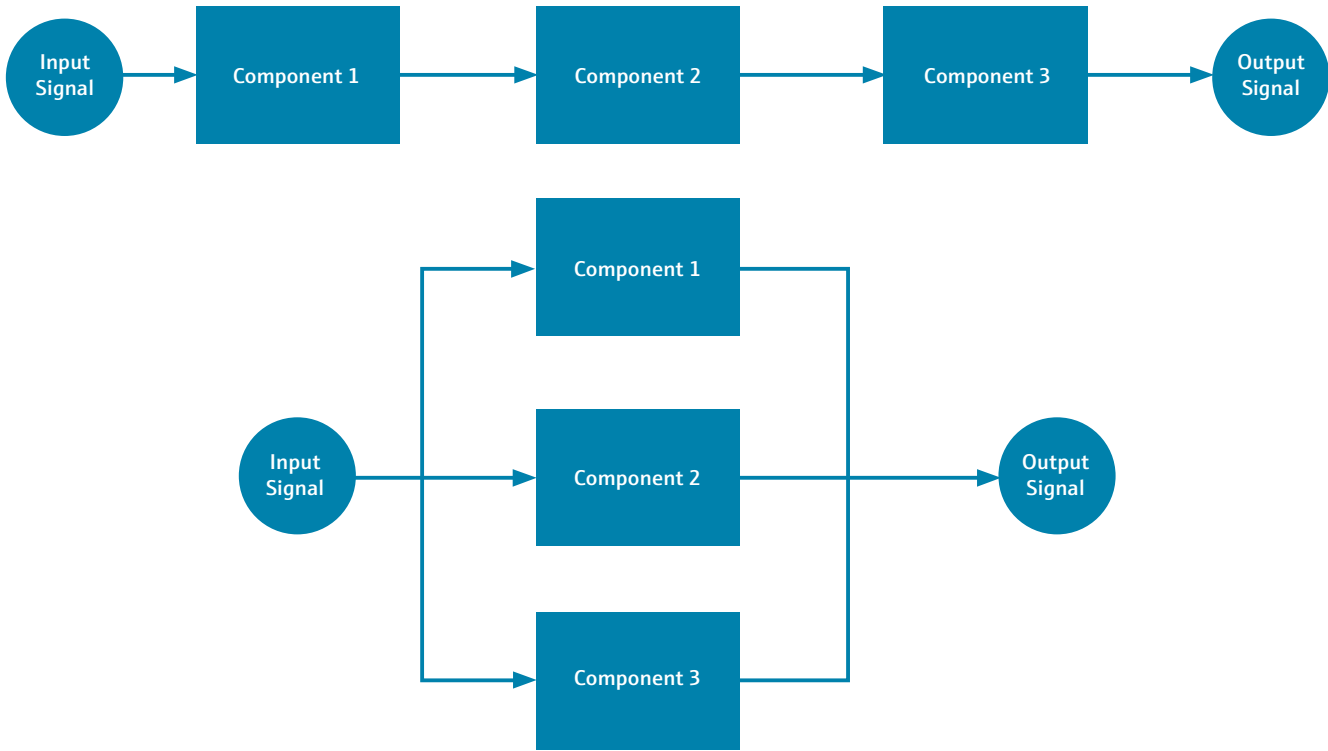 Input
Signal
Component 1
Component 2
Component 3
Output
Signal
Component 1
Input
Signal
Component 2
Output
Signal
Component 3